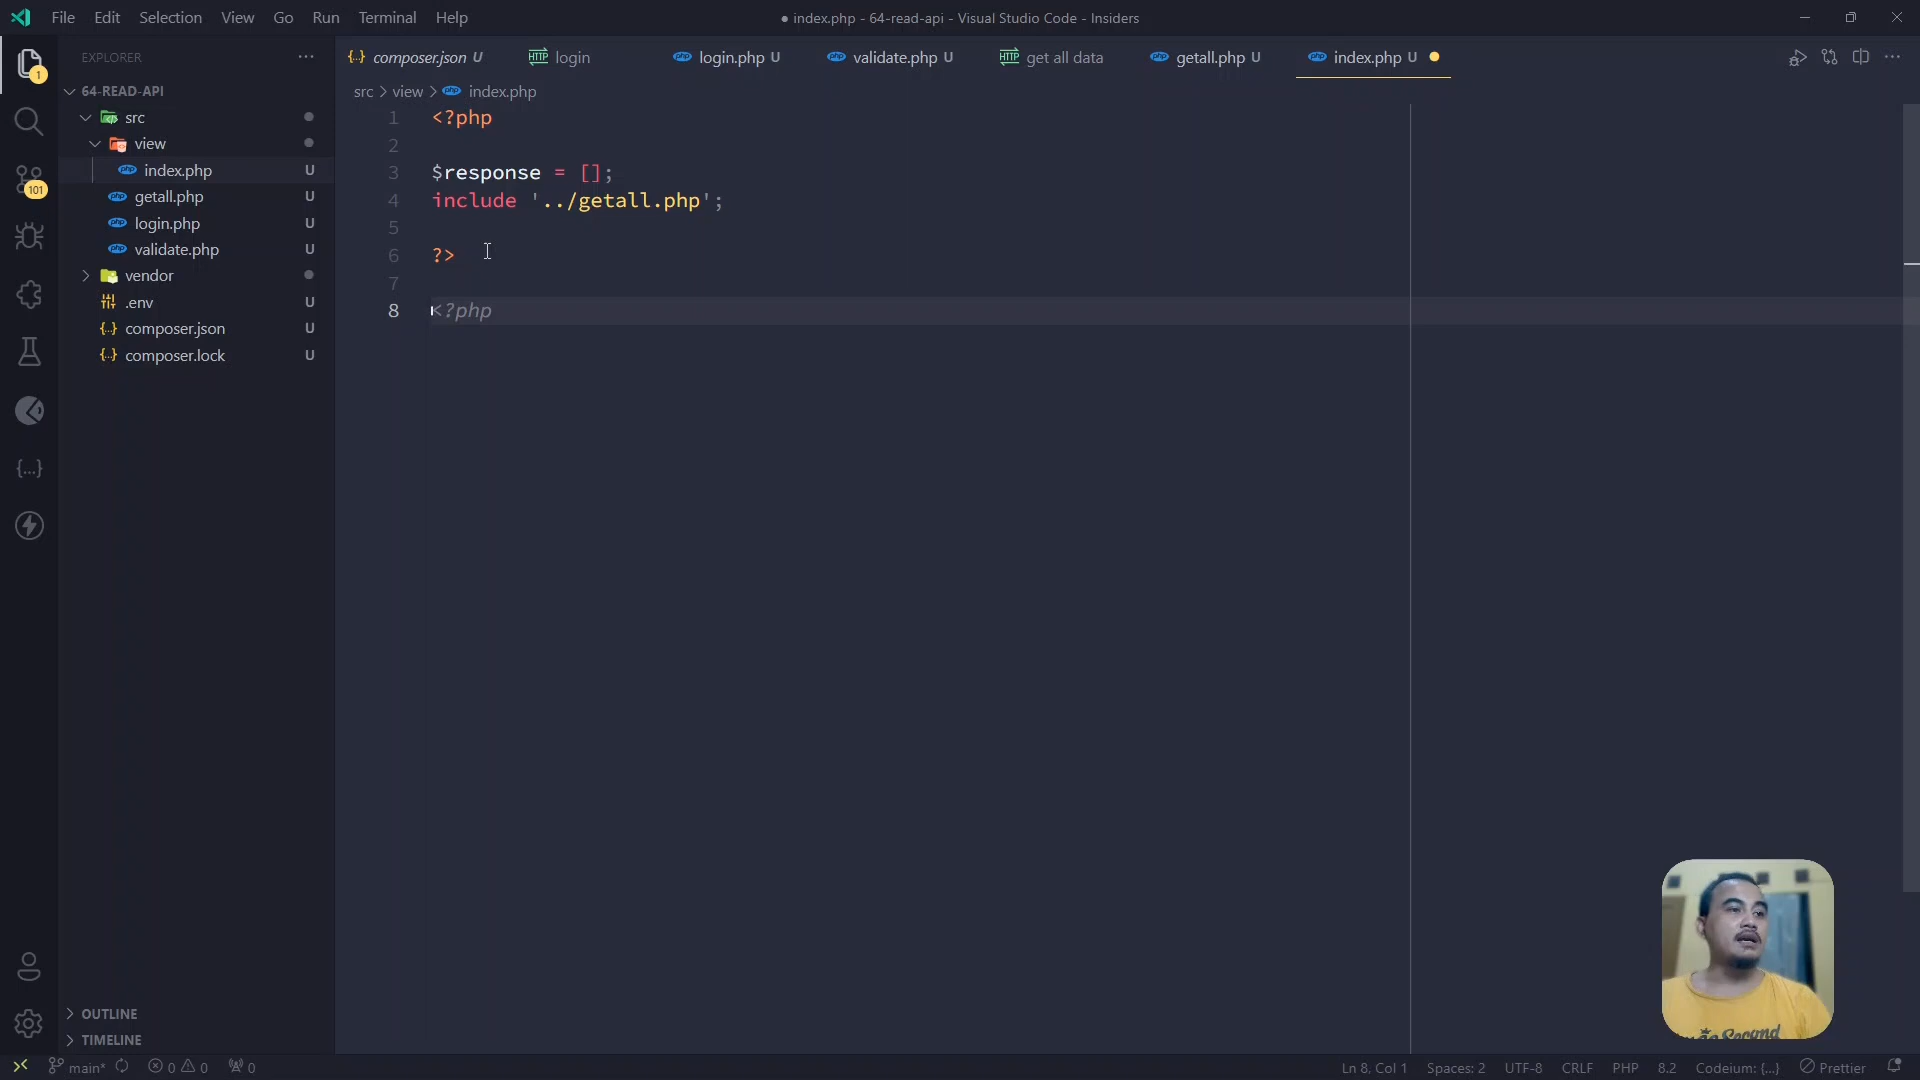 File Edit Selection View Go Run Terminal Help
● index.php - 64-read-api - Visual Studio Code - Insiders
EXPLORER
composer.json U
login
login.php U
validate.php U
get all data
getall.php U
index.php U
1
64-READ-API
src > view > index.php
src
view
index.php U
getall.php U
login.php U
validate.php U
vendor
.env U
composer.json U
composer.lock U
101
1 <?php
2
3 $response = [];
4 include '../getall.php';
5
6 ?>
7
8 <?php
OUTLINE
TIMELINE
main* 0 0 0
Ln 8, Col 1 Spaces: 2 UTF-8 CRLF PHP 8.2 Codeium: {...} Prettier
Second